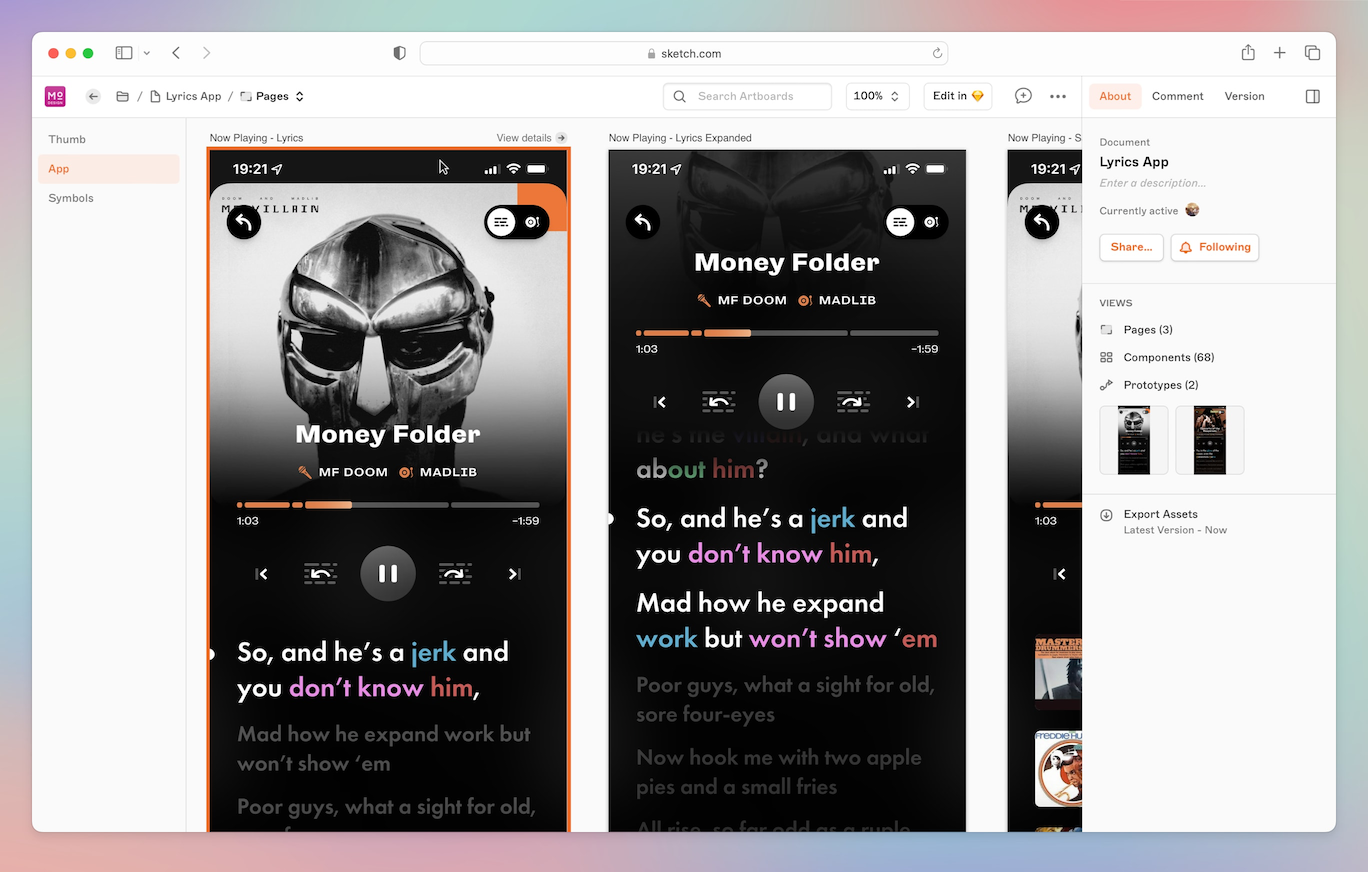 sketch.com
MO
DESIGN
/ Lyrics App / Pages
Search Artboards
100%
Edit in
About
Comment
Version
Thumb
App
Symbols
Now Playing - Lyrics
View details
19:21
DOOM AND MADLIB
Money Folder
MF DOOM
MADLIB
1:03
-1:59
So, and he’s a jerk and
you don’t know him,
Mad how he expand work but
won’t show ‘em
Poor guys, what a sight for old,
Now Playing - Lyrics Expanded
19:21
Money Folder
MF DOOM
MADLIB
1:03
-1:59
he's the villain, and what
about him?
So, and he’s a jerk and
you don’t know him,
Mad how he expand
work but won’t show ‘em
Poor guys, what a sight for old,
sore four-eyes
Now hook me with two apple
pies and a small fries
All rise, so far odd as a ruple
Now Playing - S
19:21
1:03
MASTER
DRUMMERS
FREDDIE HU
Document
Lyrics App
Enter a description...
Currently active
Share...
Following
VIEWS
Pages (3)
Components (68)
Prototypes (2)
Export Assets
Latest Version - Now